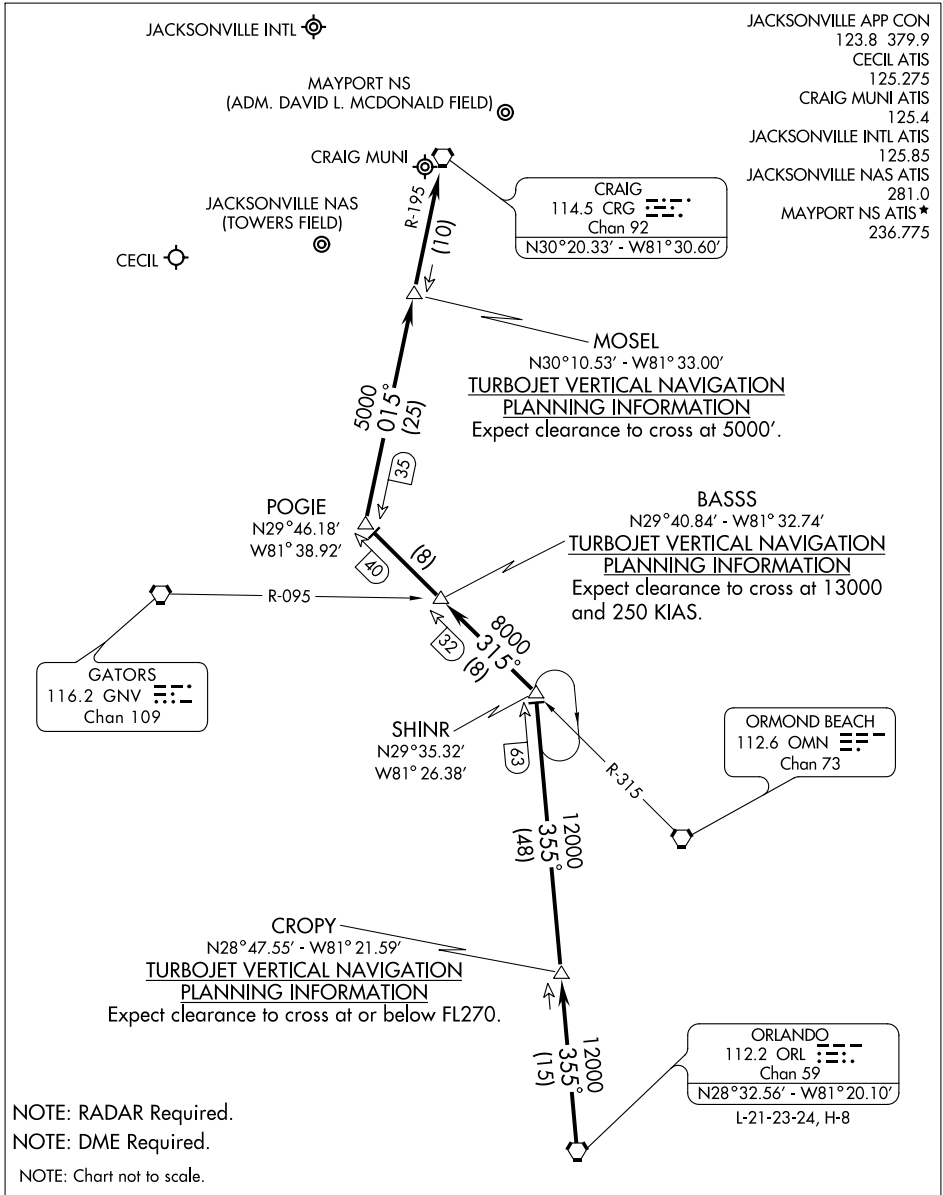 JACKSONVILLE INTL
JACKSONVILLE APP CON
123.8 379.9
CECIL ATIS
125.275
CRAIG MUNI ATIS
125.4
JACKSONVILLE INTL ATIS
125.85
JACKSONVILLE NAS ATIS
281.0
MAYPORT NS ATIS★
236.775
MAYPORT NS
(ADM. DAVID L. MCDONALD FIELD)
CRAIG MUNI
JACKSONVILLE NAS
(TOWERS FIELD)
CECIL
R-195
(10)
CRAIG
114.5 CRG
Chan 92
N30°20.33' - W81°30.60'
MOSEL
N30°10.53' - W81°33.00'
TURBOJET VERTICAL NAVIGATION
PLANNING INFORMATION
Expect clearance to cross at 5000'.
5000
015°
(25)
35
POGIE
N29°46.18'
W81°38.92'
40
(8)
BASSS
N29°40.84' - W81°32.74'
TURBOJET VERTICAL NAVIGATION
PLANNING INFORMATION
Expect clearance to cross at 13000
and 250 KIAS.
R-095
32
8000
315°
(8)
GATORS
116.2 GNV
Chan 109
SHINR
N29°35.32'
W81°26.38'
63
ORMOND BEACH
112.6 OMN
Chan 73
R-315
12000
355°
(48)
CROPY
N28°47.55' - W81°21.59'
TURBOJET VERTICAL NAVIGATION
PLANNING INFORMATION
Expect clearance to cross at or below FL270.
12000
355°
(15)
ORLANDO
112.2 ORL
Chan 59
N28°32.56' - W81°20.10'
L-21-23-24, H-8
NOTE: RADAR Required.
NOTE: DME Required.
NOTE: Chart not to scale.